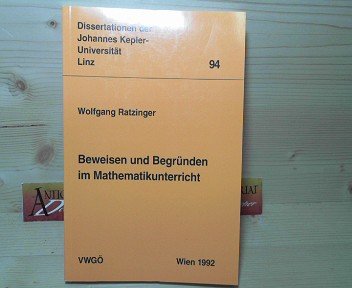 Dissertationen der
Johannes Kepler-
Universität
Linz 94
Wolfgang Ratzinger
Beweisen und Begründen
im Mathematikunterricht
VWGÖ Wien 1992